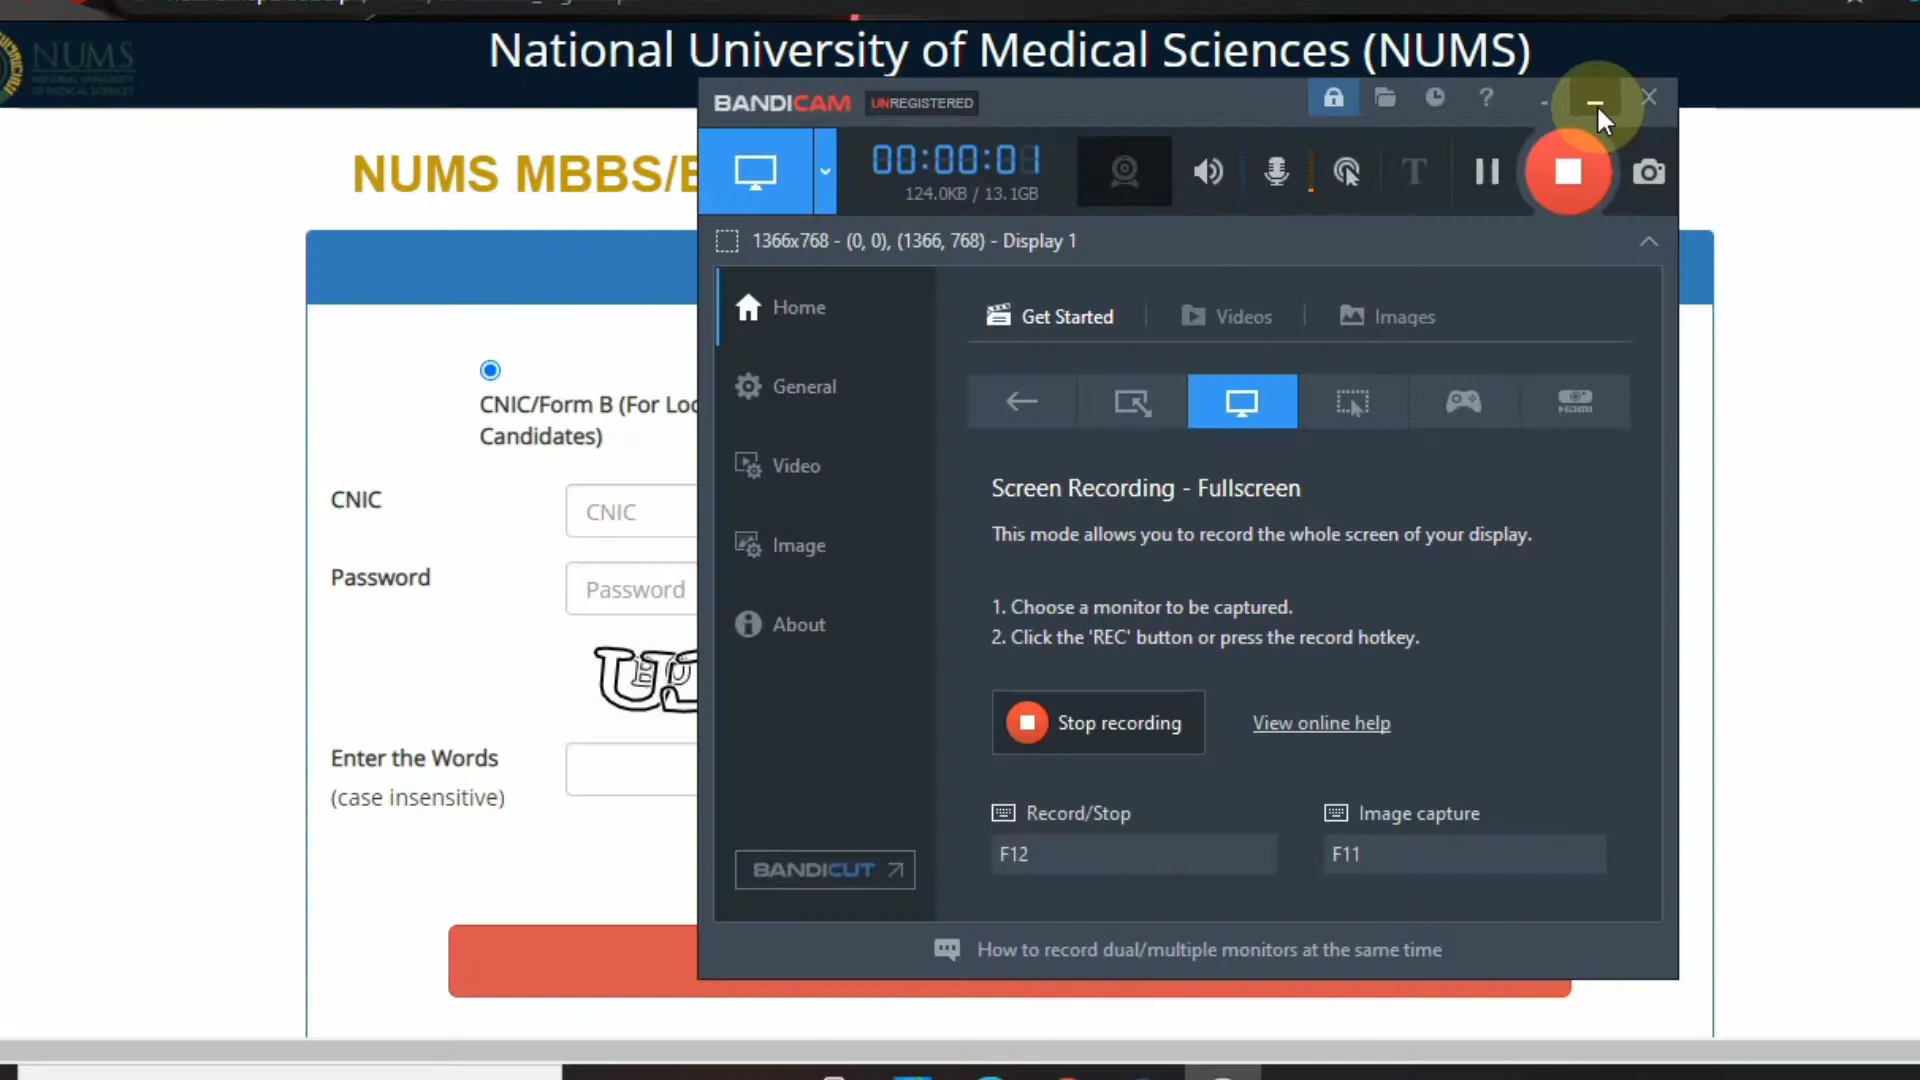 National University of Medical Sciences (NUMS)
NUMS
BANDICAM UNREGISTERED
NUMS MBBS/
00:00:01
124.0KB / 13.1GB
1366x768 - (0, 0), (1366, 768) - Display 1
Home
Get Started
Videos
Images
General
CNIC/Form B (For
Candidates)
Video
Screen Recording - Fullscreen
CNIC
CNIC
This mode allows you to record the whole screen of your display.
Image
Password
Password
1. Choose a monitor to be captured.
2. Click the 'REC' button or press the record hotkey.
About
Stop recording
View online help
Enter the Words
(case insensitive)
Record/Stop
Image capture
F12
F11
BANDICUT
How to record dual/multiple monitors at the same time